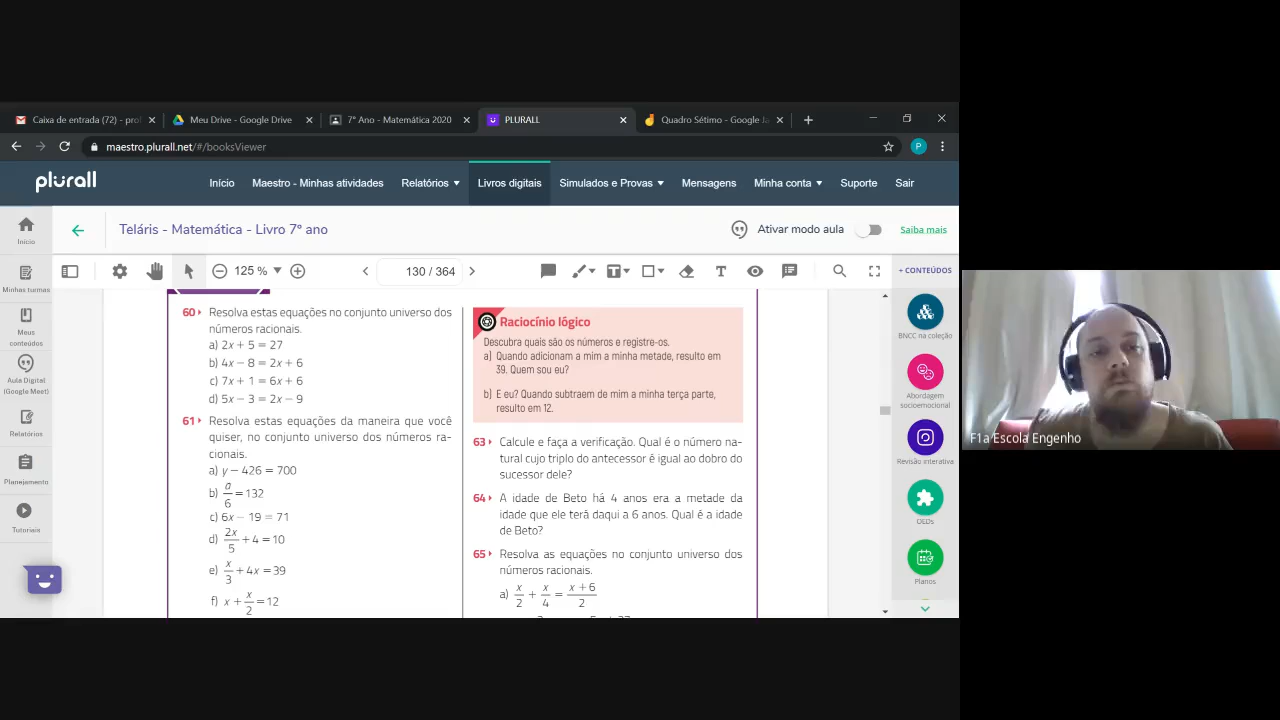 Caixa de entrada (72) - pro
Meu Drive - Google Drive
7° Ano - Matemática 2020
PLURALL
Quadro Sétimo - Google Ja
maestro.plurall.net/#/booksViewer
P
plurall
Início
Maestro - Minhas atividades
Relatórios
Livros digitais
Simulados e Provas
Mensagens
Minha conta
Suporte
Sair
Início
Minhas turmas
Meus
conteúdos
Aula Digital
(Google Meet)
Relatórios
Planejamento
Tutoriais
Teláris - Matemática - Livro 7º ano
Ativar modo aula
Saiba mais
125 %
130 / 364
+ CONTEÚDOS
60 Resolva estas equações no conjunto universo dos
números racionais.
a) 2x + 5 = 27
b) 4x – 8 = 2x + 6
c) 7x + 1 = 6x + 6
d) 5x – 3 = 2x – 9
61 Resolva estas equações da maneira que você
quiser, no conjunto universo dos números ra-
cionais.
a) y – 426 = 700
b) a/6 = 132
c) 6x – 19 = 71
d) 2x/5 + 4 = 10
e) x/3 + 4x = 39
f) x + x/2 = 12
Raciocínio lógico
Descubra quais são os números e registre-os.
a) Quando adicionam a mim a minha metade, resulto em
39. Quem sou eu?
b) E eu? Quando subtraem de mim a minha terça parte,
resulto em 12.
63 Calcule e faça a verificação. Qual é o número na-
tural cujo triplo do antecessor é igual ao dobro do
sucessor dele?
64 A idade de Beto há 4 anos era a metade da
idade que ele terá daqui a 6 anos. Qual é a idade
de Beto?
65 Resolva as equações no conjunto universo dos
números racionais.
a) x/2 + x/4 = x + 6/2
BNCC na coleção
Abordagem
socioemocional
Revisão interativa
OEDs
Planos
F1a Escola Engenho